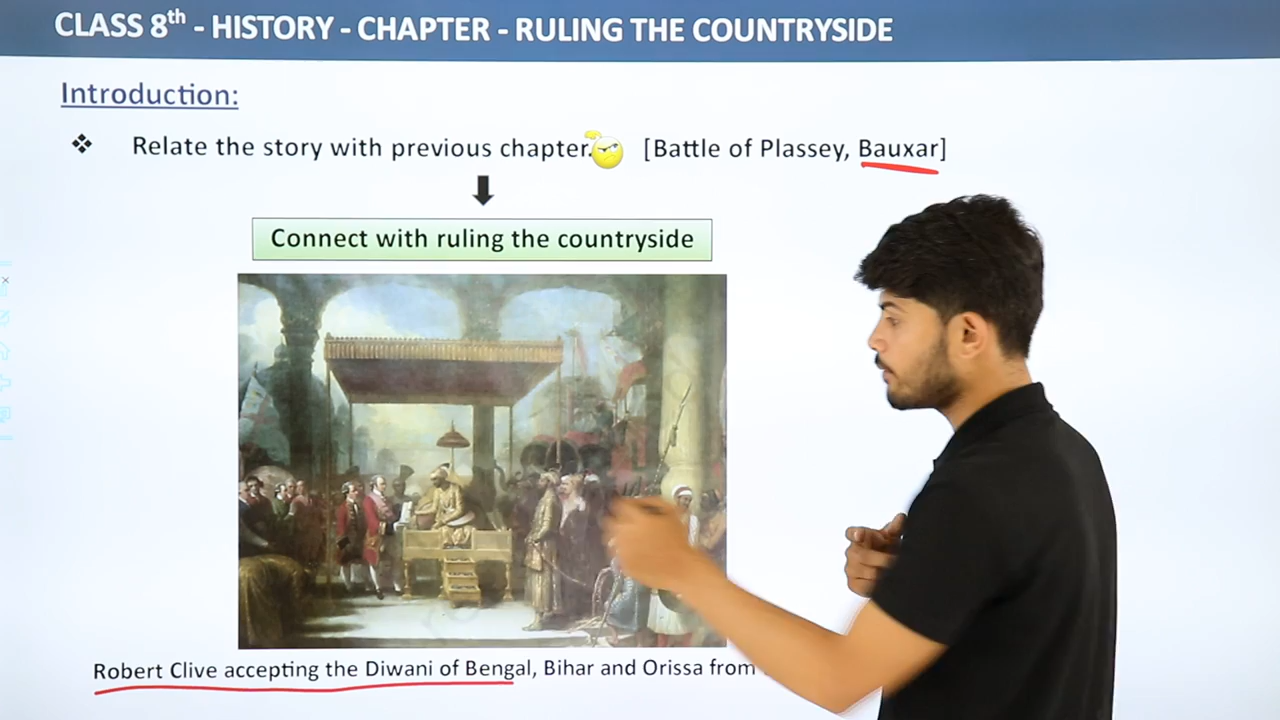 CLASS 8th - HISTORY - CHAPTER - RULING THE COUNTRYSIDE
Introduction:
❖ Relate the story with previous chapter. [Battle of Plassey, Bauxar]
Connect with ruling the countryside
Robert Clive accepting the Diwani of Bengal, Bihar and Orissa from